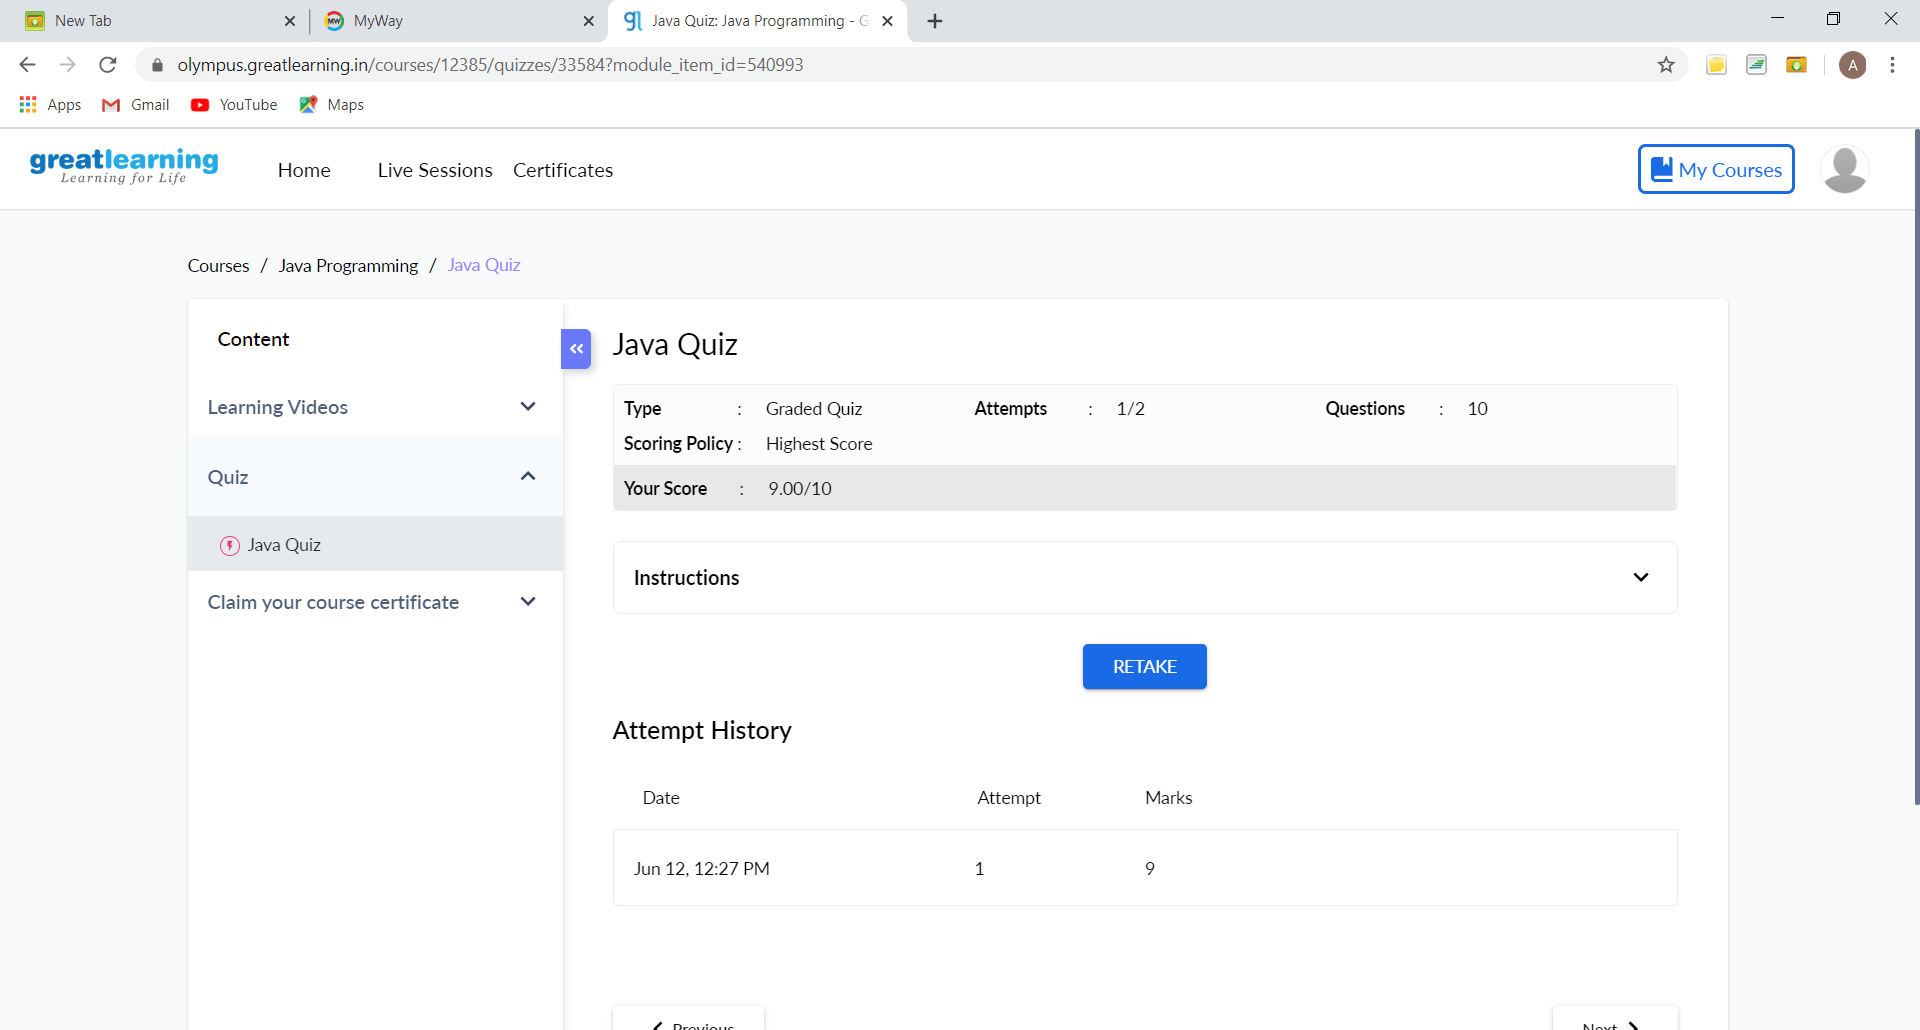 New Tab
MyWay
Java Quiz: Java Programming - G
olympus.greatlearning.in/courses/12385/quizzes/33584?module_item_id=540993
A
Apps Gmail YouTube Maps
greatlearning
Learning for Life
Home Live Sessions Certificates
My Courses
Courses / Java Programming / Java Quiz
Content
Learning Videos
Quiz
Java Quiz
Claim your course certificate
Java Quiz
Type : Graded Quiz Attempts : 1/2 Questions : 10
Scoring Policy : Highest Score
Your Score : 9.00/10
Instructions
RETAKE
Attempt History
Date Attempt Marks
Jun 12, 12:27 PM 1 9
Previous Next